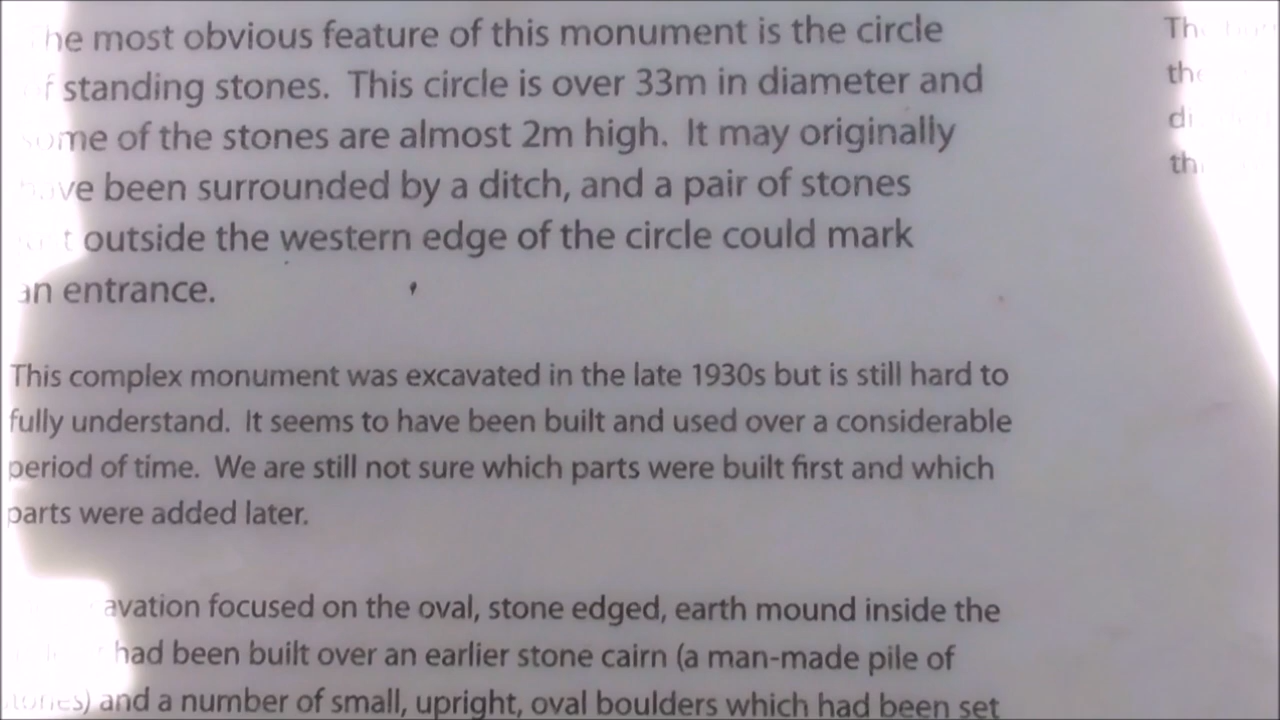 The most obvious feature of this monument is the circle
of standing stones. This circle is over 33m in diameter and
some of the stones are almost 2m high. It may originally
have been surrounded by a ditch, and a pair of stones
just outside the western edge of the circle could mark
an entrance.
This complex monument was excavated in the late 1930s but is still hard to
fully understand. It seems to have been built and used over a considerable
period of time. We are still not sure which parts were built first and which
parts were added later.
avation focused on the oval, stone edged, earth mound inside the
had been built over an earlier stone cairn (a man-made pile of
stones) and a number of small, upright, oval boulders which had been set